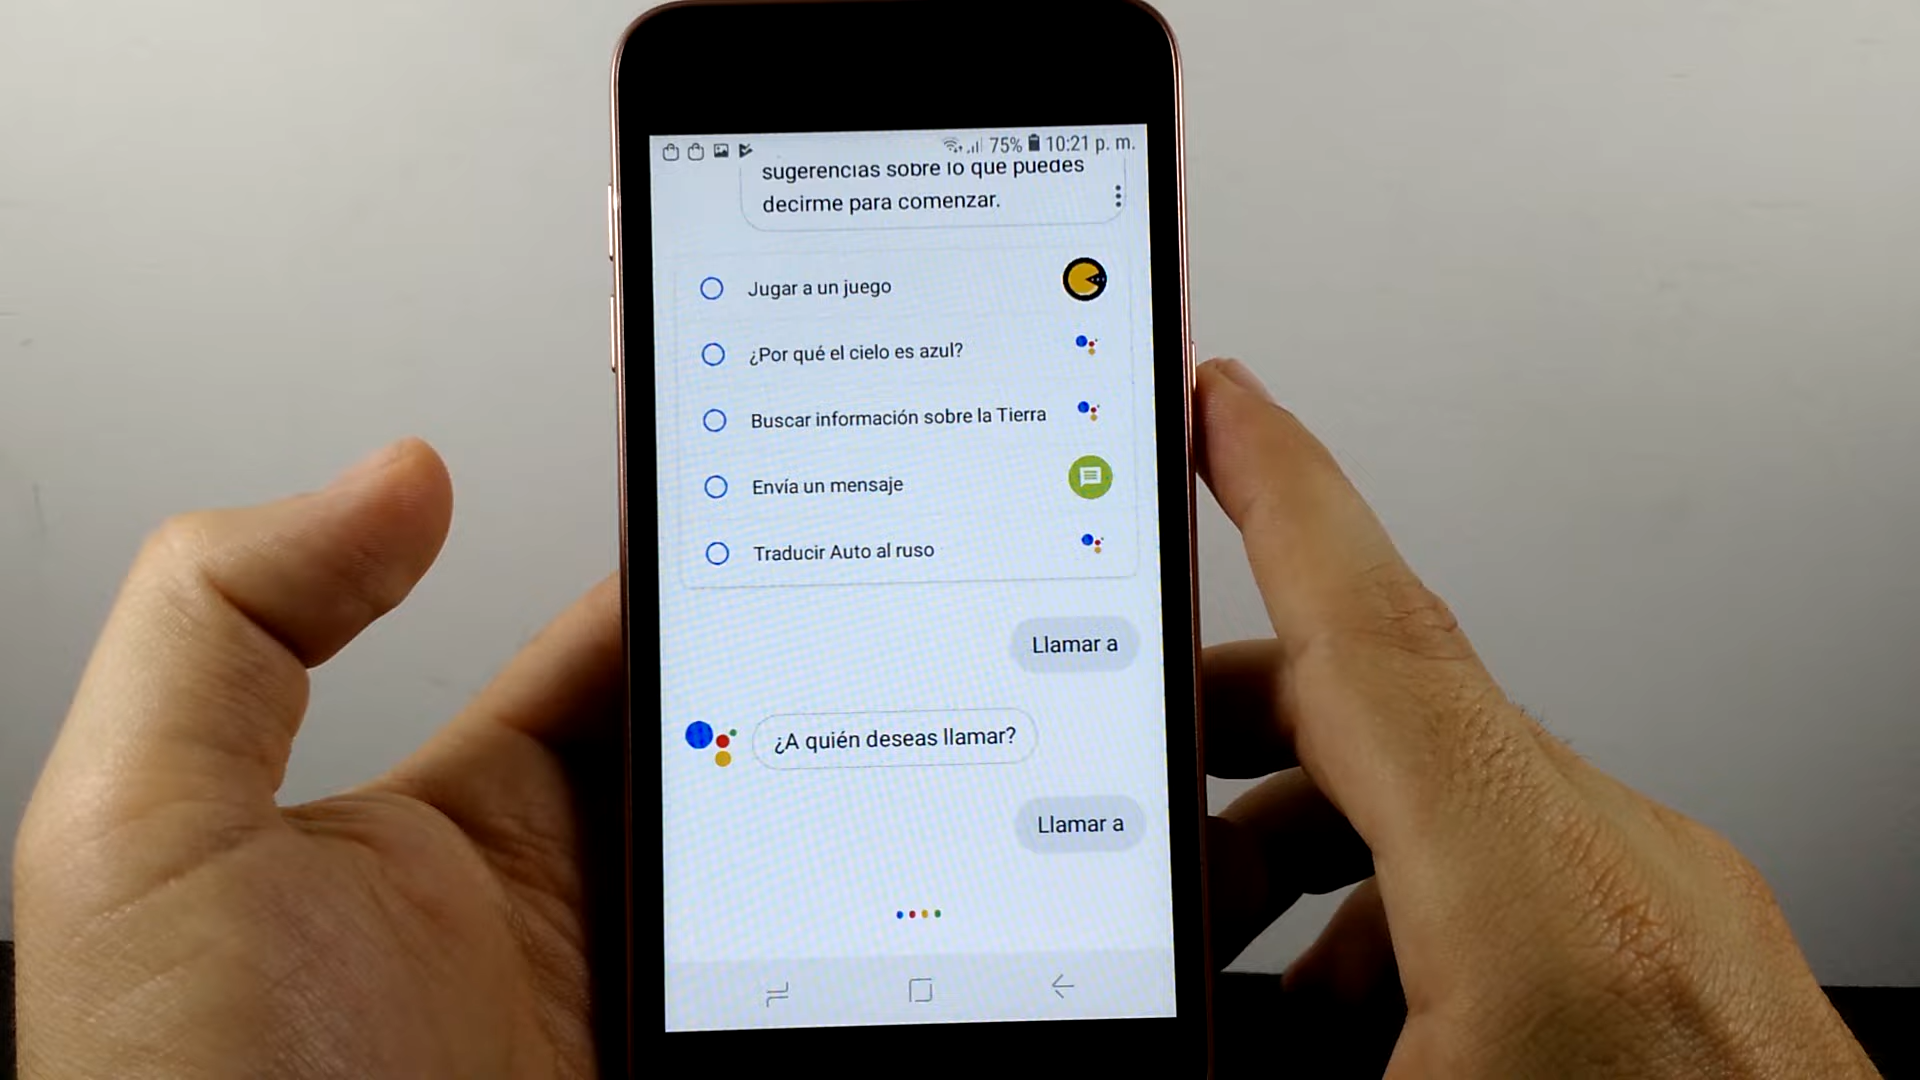 75% 10:21 p. m.
sugerencias sobre lo que puedes
decirme para comenzar.
Jugar a un juego
¿Por qué el cielo es azul?
Buscar información sobre la Tierra
Envía un mensaje
Traducir Auto al ruso
Llamar a
¿A quién deseas llamar?
Llamar a